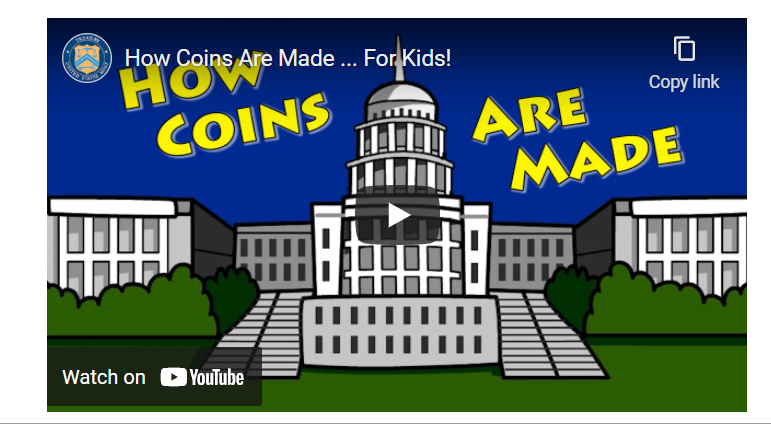 How Coins Are Made ... For Kids!
Copy link
How
Coins
Are
Made
Watch on YouTube